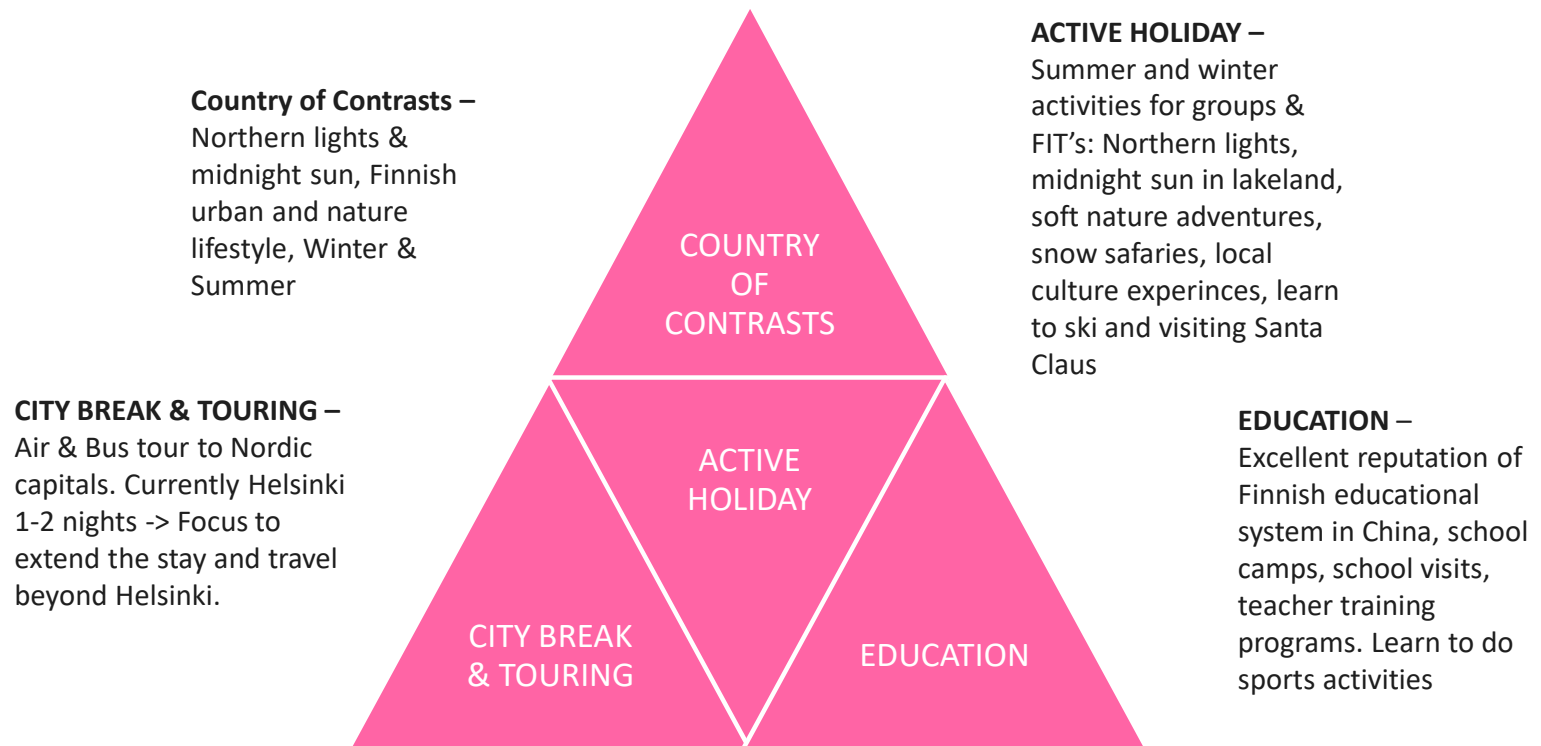 Country of Contrasts –
Northern lights &
midnight sun, Finnish
urban and nature
lifestyle, Winter &
Summer
ACTIVE HOLIDAY –
Summer and winter
activities for groups &
FIT’s: Northern lights,
midnight sun in lakeland,
soft nature adventures,
snow safaries, local
culture experinces, learn
to ski and visiting Santa
Claus
COUNTRY
OF
CONTRASTS
CITY BREAK & TOURING –
Air & Bus tour to Nordic
capitals. Currently Helsinki
1-2 nights -> Focus to
extend the stay and travel
beyond Helsinki.
ACTIVE
HOLIDAY
EDUCATION –
Excellent reputation of
Finnish educational
system in China, school
camps, school visits,
teacher training
programs. Learn to do
sports activities
CITY BREAK
& TOURING
EDUCATION